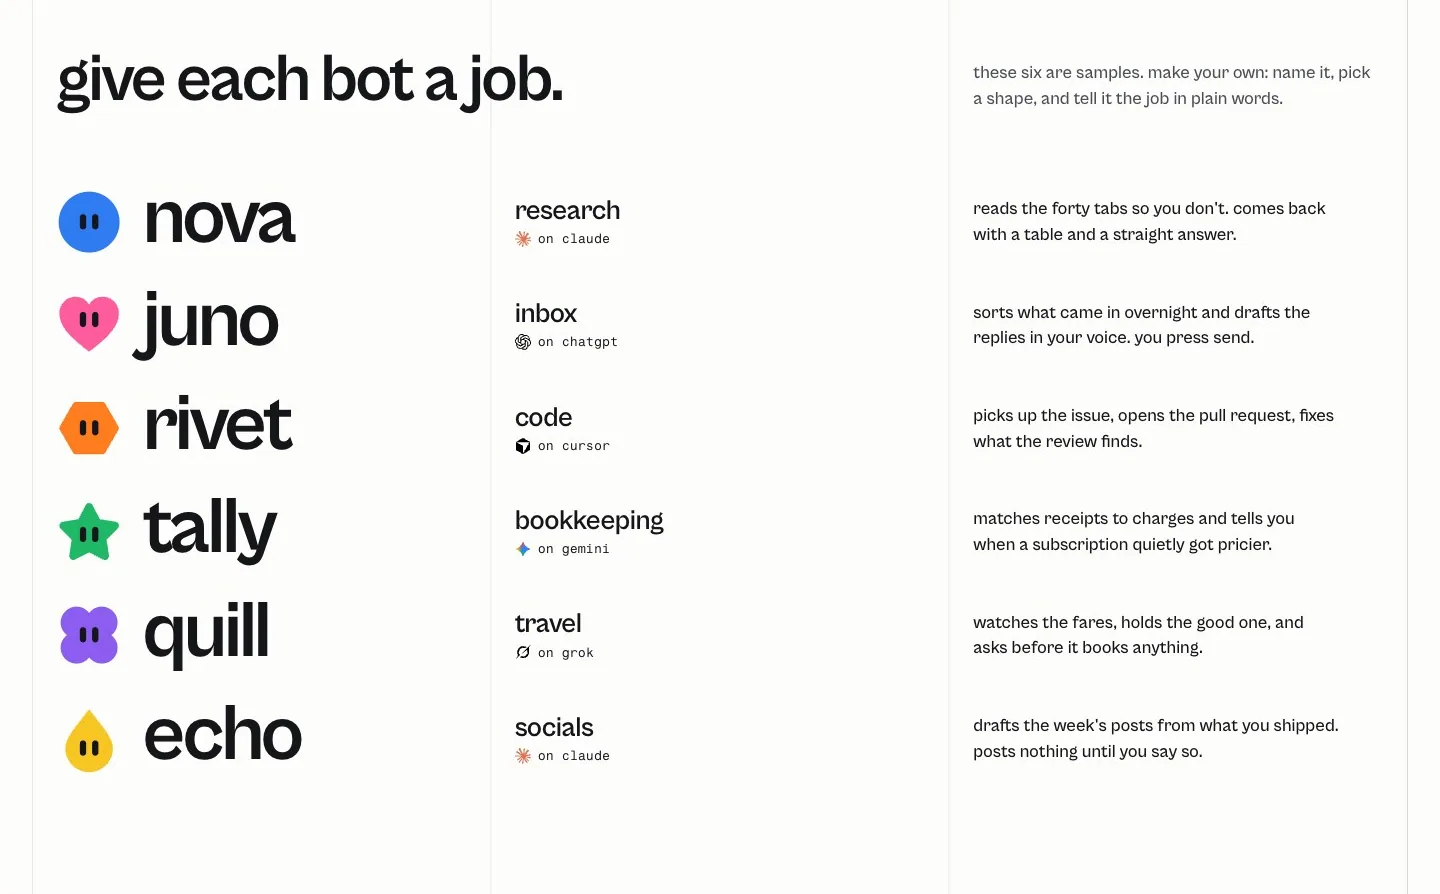 give each bot a job.
these six are samples. make your own: name it, pick
a shape, and tell it the job in plain words.
nova
research
on claude
reads the forty tabs so you don't. comes back
with a table and a straight answer.
juno
inbox
on chatgpt
sorts what came in overnight and drafts the
replies in your voice. you press send.
rivet
code
on cursor
picks up the issue, opens the pull request, fixes
what the review finds.
tally
bookkeeping
on gemini
matches receipts to charges and tells you
when a subscription quietly got pricier.
quill
travel
on grok
watches the fares, holds the good one, and
asks before it books anything.
echo
socials
on claude
drafts the week's posts from what you shipped.
posts nothing until you say so.